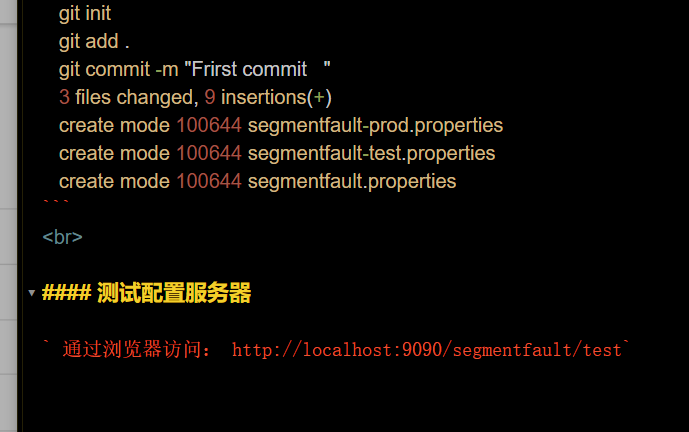 git init
git add .
git commit -m "Frirst commit   "
3 files changed, 9 insertions(+)
create mode 100644 segmentfault-prod.properties
create mode 100644 segmentfault-test.properties
create mode 100644 segmentfault.properties
```
<br>
#### 测试配置服务器
` 通过浏览器访问： http://localhost:9090/segmentfault/test`